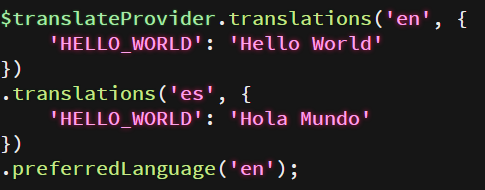 $translateProvider.translations('en', {
    'HELLO_WORLD': 'Hello World'
})
.translations('es', {
    'HELLO_WORLD': 'Hola Mundo'
})
.preferredLanguage('en');